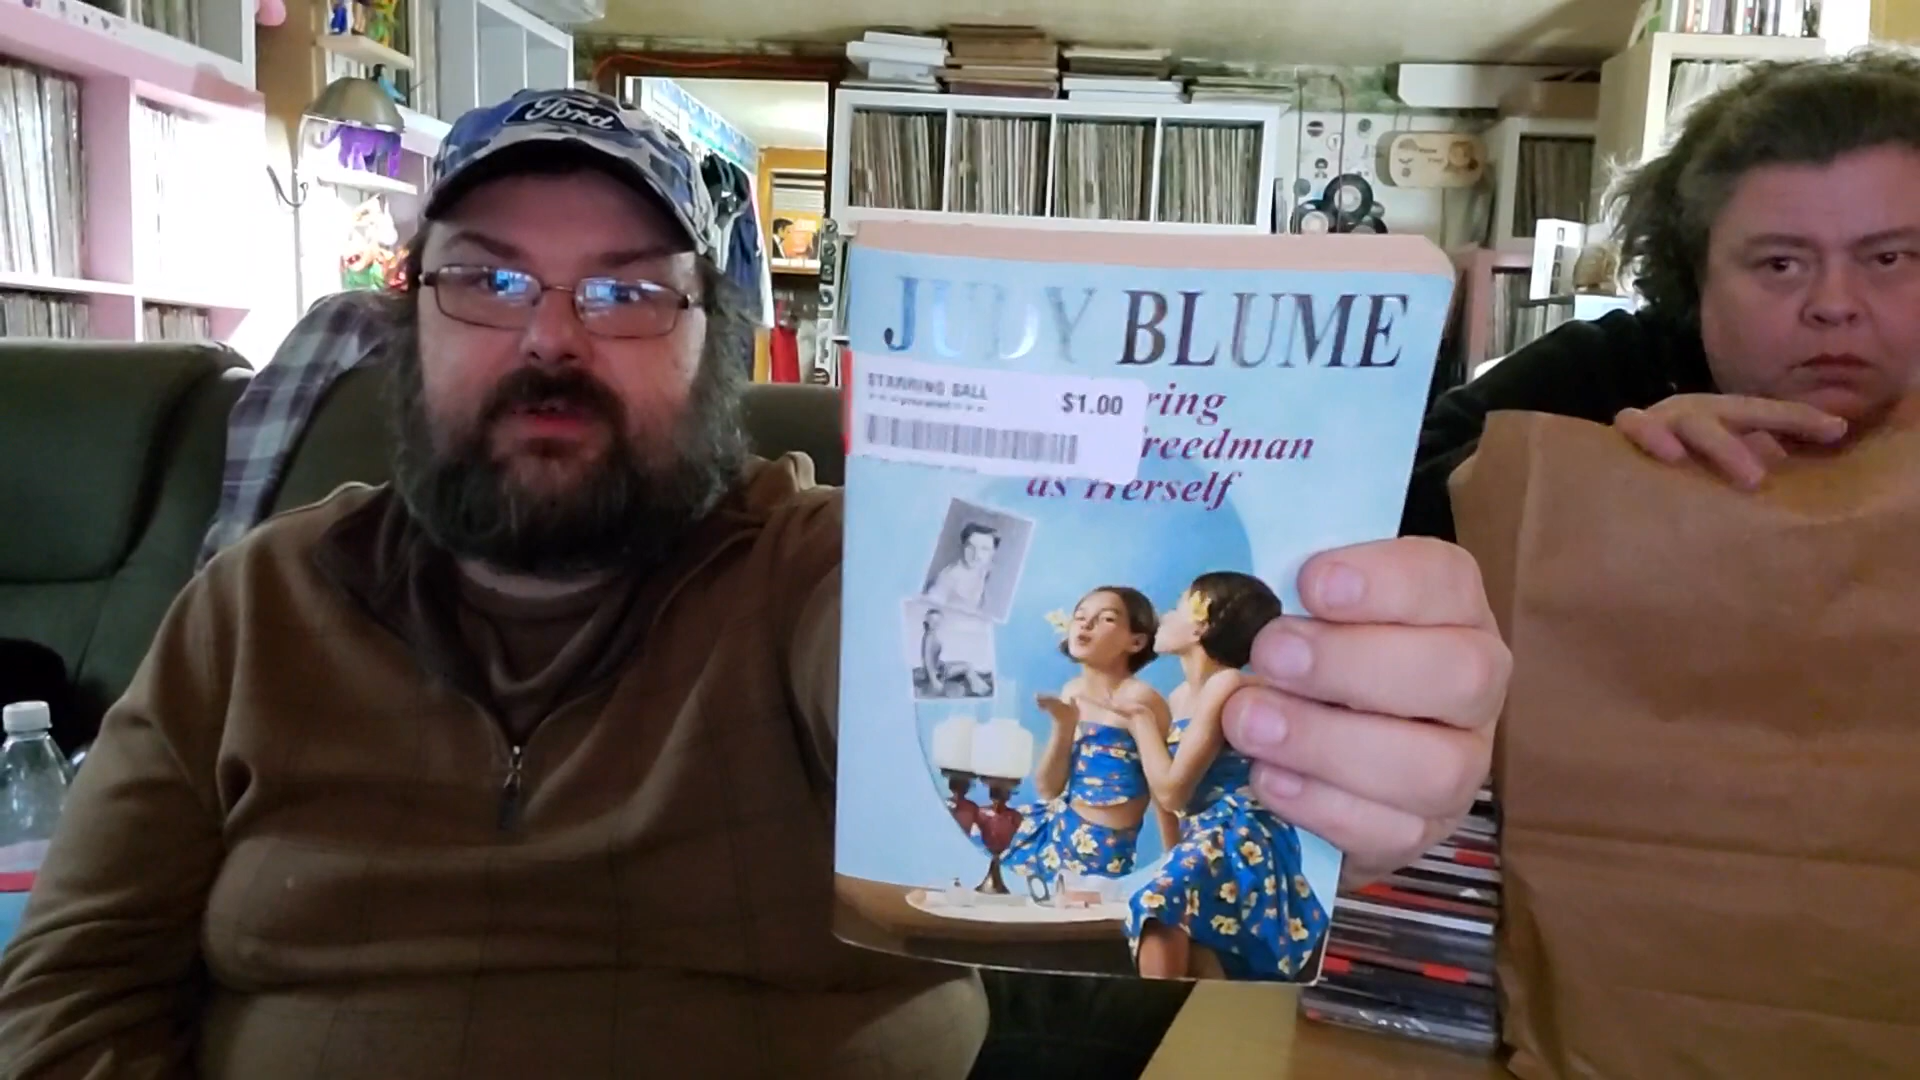 Ford
JUDY BLUME
STARRING SALL
$1.00
ring
reedman
as Herself